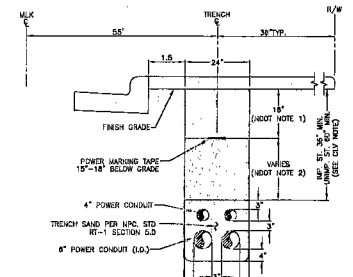 MLK
℄
TRENCH
℄
R/W
55'
30' TYP.
1.5
24"
FINISH GRADE
18"
(NDOT NOTE 1)
POWER MARKING TAPE
15"-18" BELOW GRADE
VARIES
(NDOT NOTE 2)
IMP. ST. 36" MIN.
UNIMP. ST. 60" MIN.
(SEE CLV NOTE)
4" POWER CONDUIT
3"
TRENCH SAND PER NPC. STD
RT-1 SECTION 5.0
3"
6" POWER CONDUIT (I.D.)
4"
3"